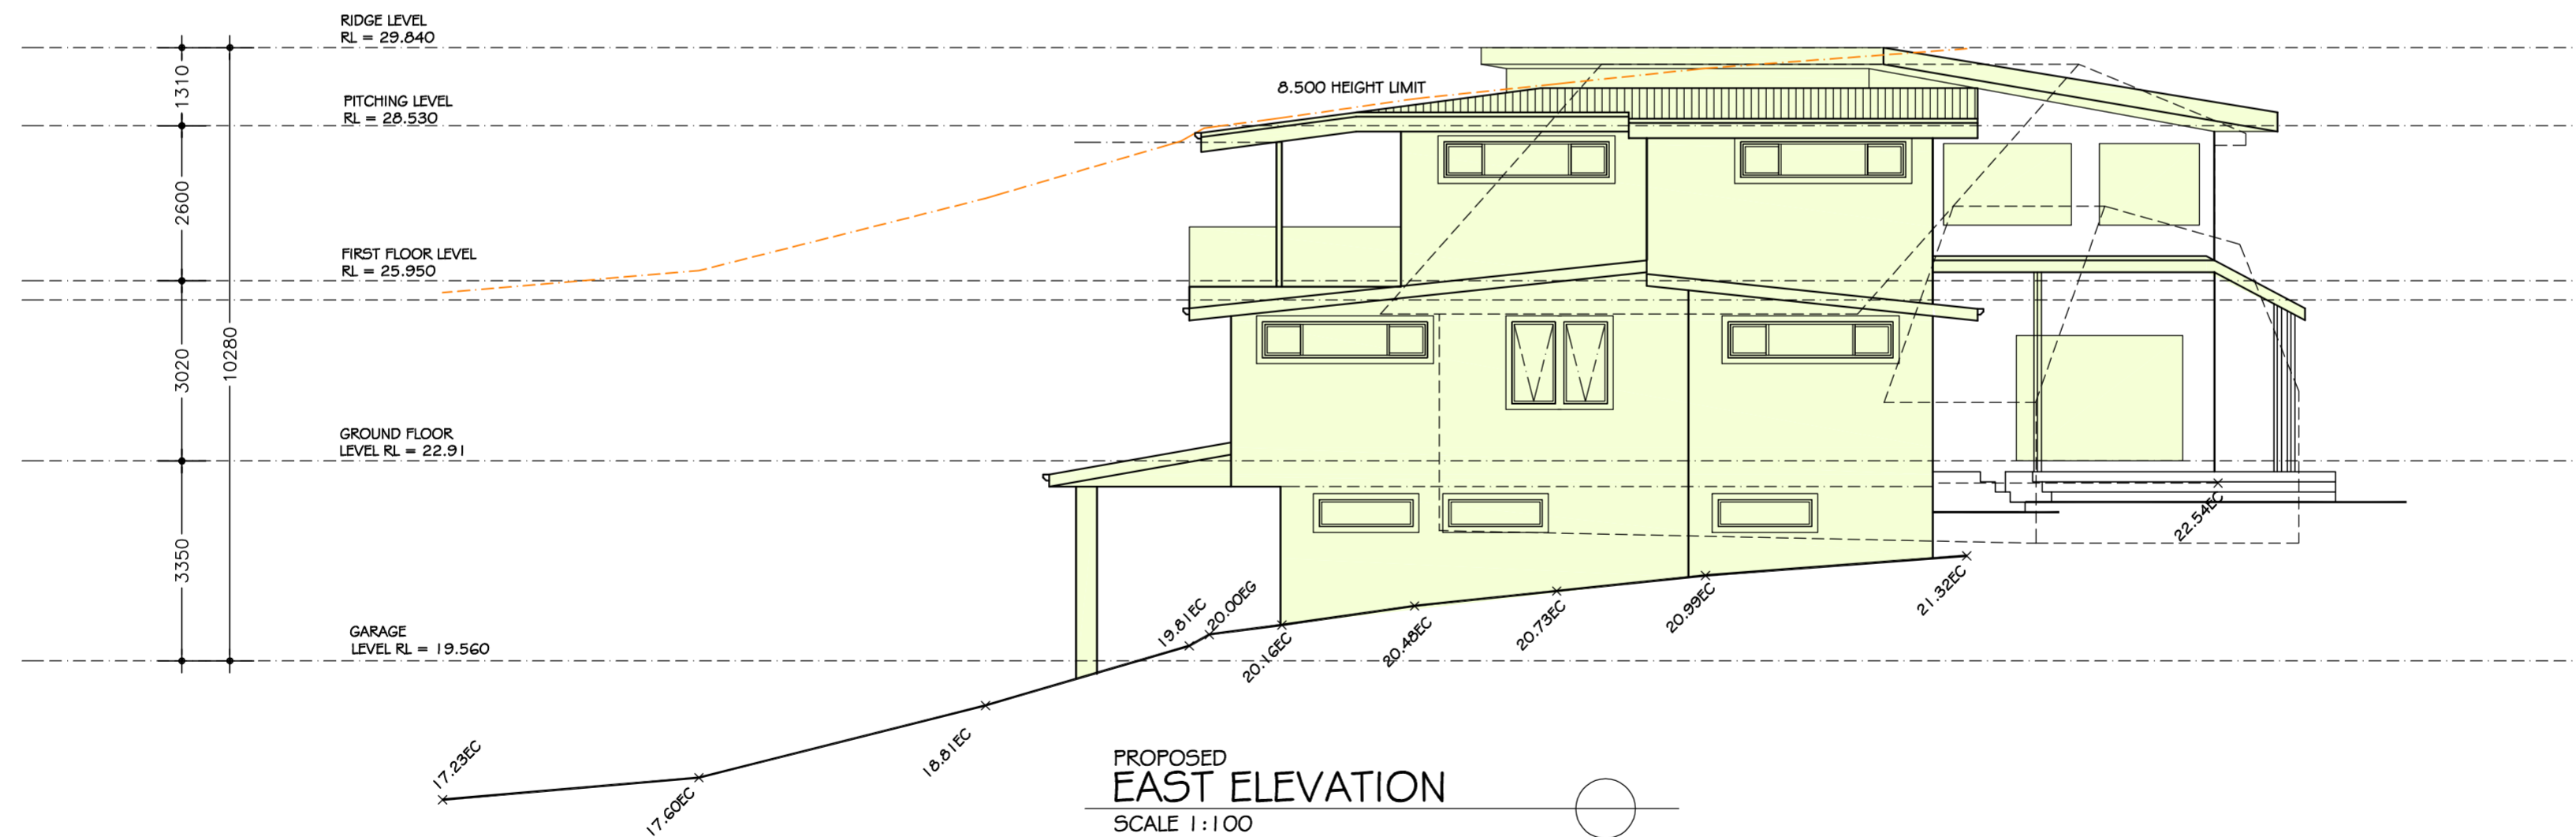 RIDGE LEVEL
RL = 29.840
1310
8.500 HEIGHT LIMIT
PITCHING LEVEL
RL = 28.530
2600
FIRST FLOOR LEVEL
RL = 25.950
3020
10280
GROUND FLOOR
LEVEL RL = 22.91
3350
22.54EC
GARAGE
LEVEL RL = 19.560
19.81EC
20.00EG
20.16EC
20.48EC
20.73EC
20.99EC
21.32EC
17.23EC
17.60EC
18.81EC
PROPOSED
EAST ELEVATION
SCALE 1:100